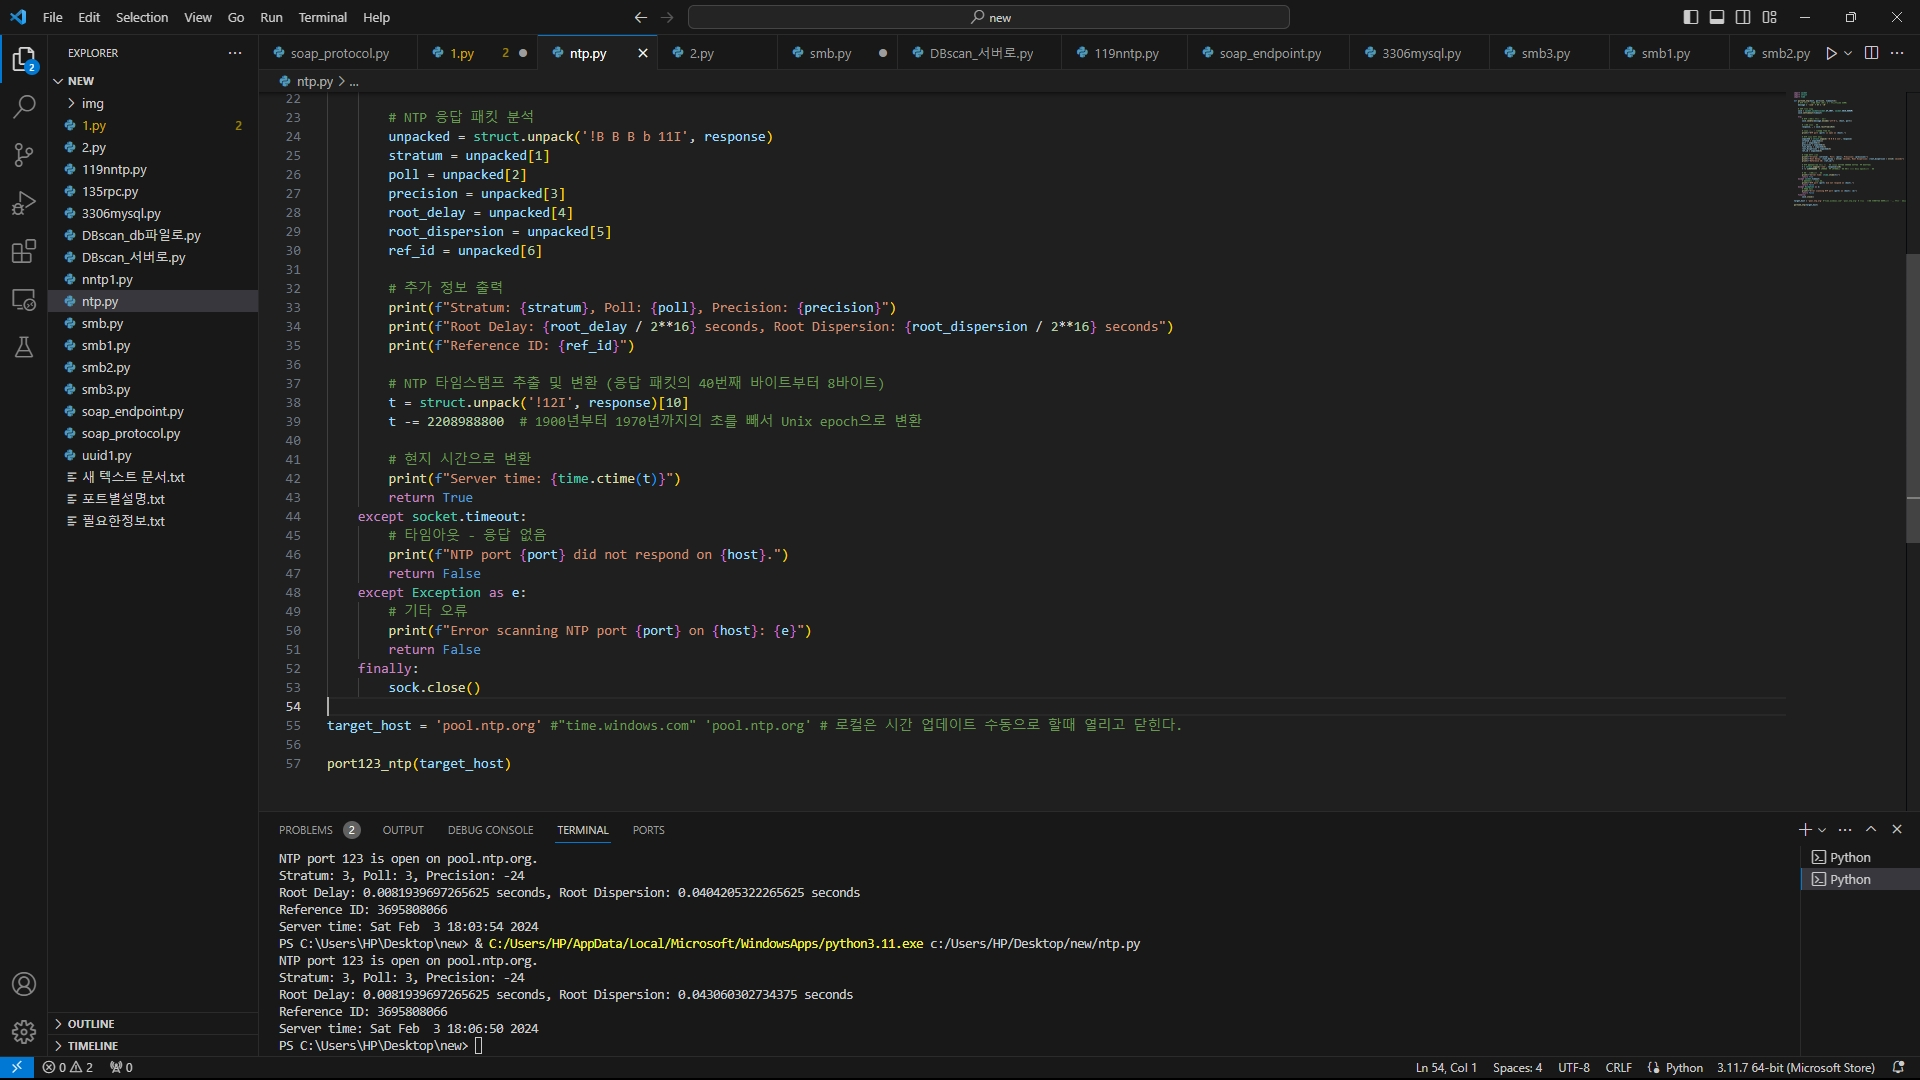 File Edit Selection View Go Run Terminal Help
new
EXPLORER
NEW
img
1.py 2
2.py
119nntp.py
135rpc.py
3306mysql.py
DBscan_db파일로.py
DBscan_서버로.py
nntp1.py
ntp.py
smb.py
smb1.py
smb2.py
smb3.py
soap_endpoint.py
soap_protocol.py
uuid1.py
새 텍스트 문서.txt
포트별설명.txt
필요한정보.txt
OUTLINE
TIMELINE
soap_protocol.py 1.py 2 ntp.py 2.py smb.py DBscan_서버로.py 119nntp.py soap_endpoint.py 3306mysql.py smb3.py smb1.py smb2.py
ntp.py > ...
22
23 # NTP 응답 패킷 분석
24 unpacked = struct.unpack('!B B B b 11I', response)
25 stratum = unpacked[1]
26 poll = unpacked[2]
27 precision = unpacked[3]
28 root_delay = unpacked[4]
29 root_dispersion = unpacked[5]
30 ref_id = unpacked[6]
31
32 # 추가 정보 출력
33 print(f"Stratum: {stratum}, Poll: {poll}, Precision: {precision}")
34 print(f"Root Delay: {root_delay / 2**16} seconds, Root Dispersion: {root_dispersion / 2**16} seconds")
35 print(f"Reference ID: {ref_id}")
36
37 # NTP 타임스탬프 추출 및 변환 (응답 패킷의 40번째 바이트부터 8바이트)
38 t = struct.unpack('!12I', response)[10]
39 t -= 2208988800 # 1900년부터 1970년까지의 초를 빼서 Unix epoch으로 변환
40
41 # 현지 시간으로 변환
42 print(f"Server time: {time.ctime(t)}")
43 return True
44 except socket.timeout:
45 # 타임아웃 - 응답 없음
46 print(f"NTP port {port} did not respond on {host}.")
47 return False
48 except Exception as e:
49 # 기타 오류
50 print(f"Error scanning NTP port {port} on {host}: {e}")
51 return False
52 finally:
53 sock.close()
54
55 target_host = 'pool.ntp.org' #"time.windows.com" 'pool.ntp.org' # 로컬은 시간 업데이트 수동으로 할때 열리고 닫힌다.
56
57 port123_ntp(target_host)
PROBLEMS 2 OUTPUT DEBUG CONSOLE TERMINAL PORTS
NTP port 123 is open on pool.ntp.org.
Stratum: 3, Poll: 3, Precision: -24
Root Delay: 0.0081939697265625 seconds, Root Dispersion: 0.0404205322265625 seconds
Reference ID: 3695808066
Server time: Sat Feb  3 18:03:54 2024
PS C:\Users\HP\Desktop\new> & C:/Users/HP/AppData/Local/Microsoft/WindowsApps/python3.11.exe c:/Users/HP/Desktop/new/ntp.py
NTP port 123 is open on pool.ntp.org.
Stratum: 3, Poll: 3, Precision: -24
Root Delay: 0.0081939697265625 seconds, Root Dispersion: 0.043060302734375 seconds
Reference ID: 3695808066
Server time: Sat Feb  3 18:06:50 2024
PS C:\Users\HP\Desktop\new>
Python
Python
2
0 2 0
Ln 54, Col 1 Spaces: 4 UTF-8 CRLF Python 3.11.7 64-bit (Microsoft Store)